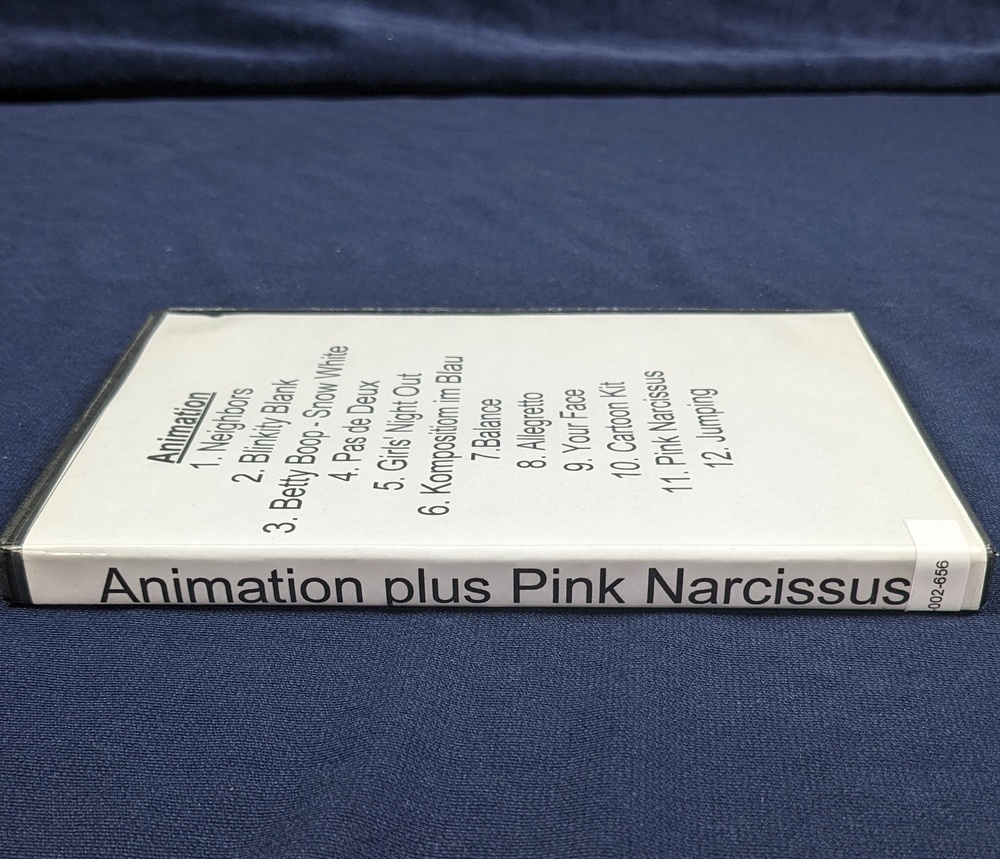 Animation
1. Neighbors
2. Blinkity Blank
3. Betty Boop - Snow White
4. Pas de Deux
5. Girls' Night Out
6. Komposition im Blau
7.Balance
8. Allegretto
9. Your Face
10. Cartoon Kit
11. Pink Narcissus
12. Jumping
Animation plus Pink Narcissus
-002-656